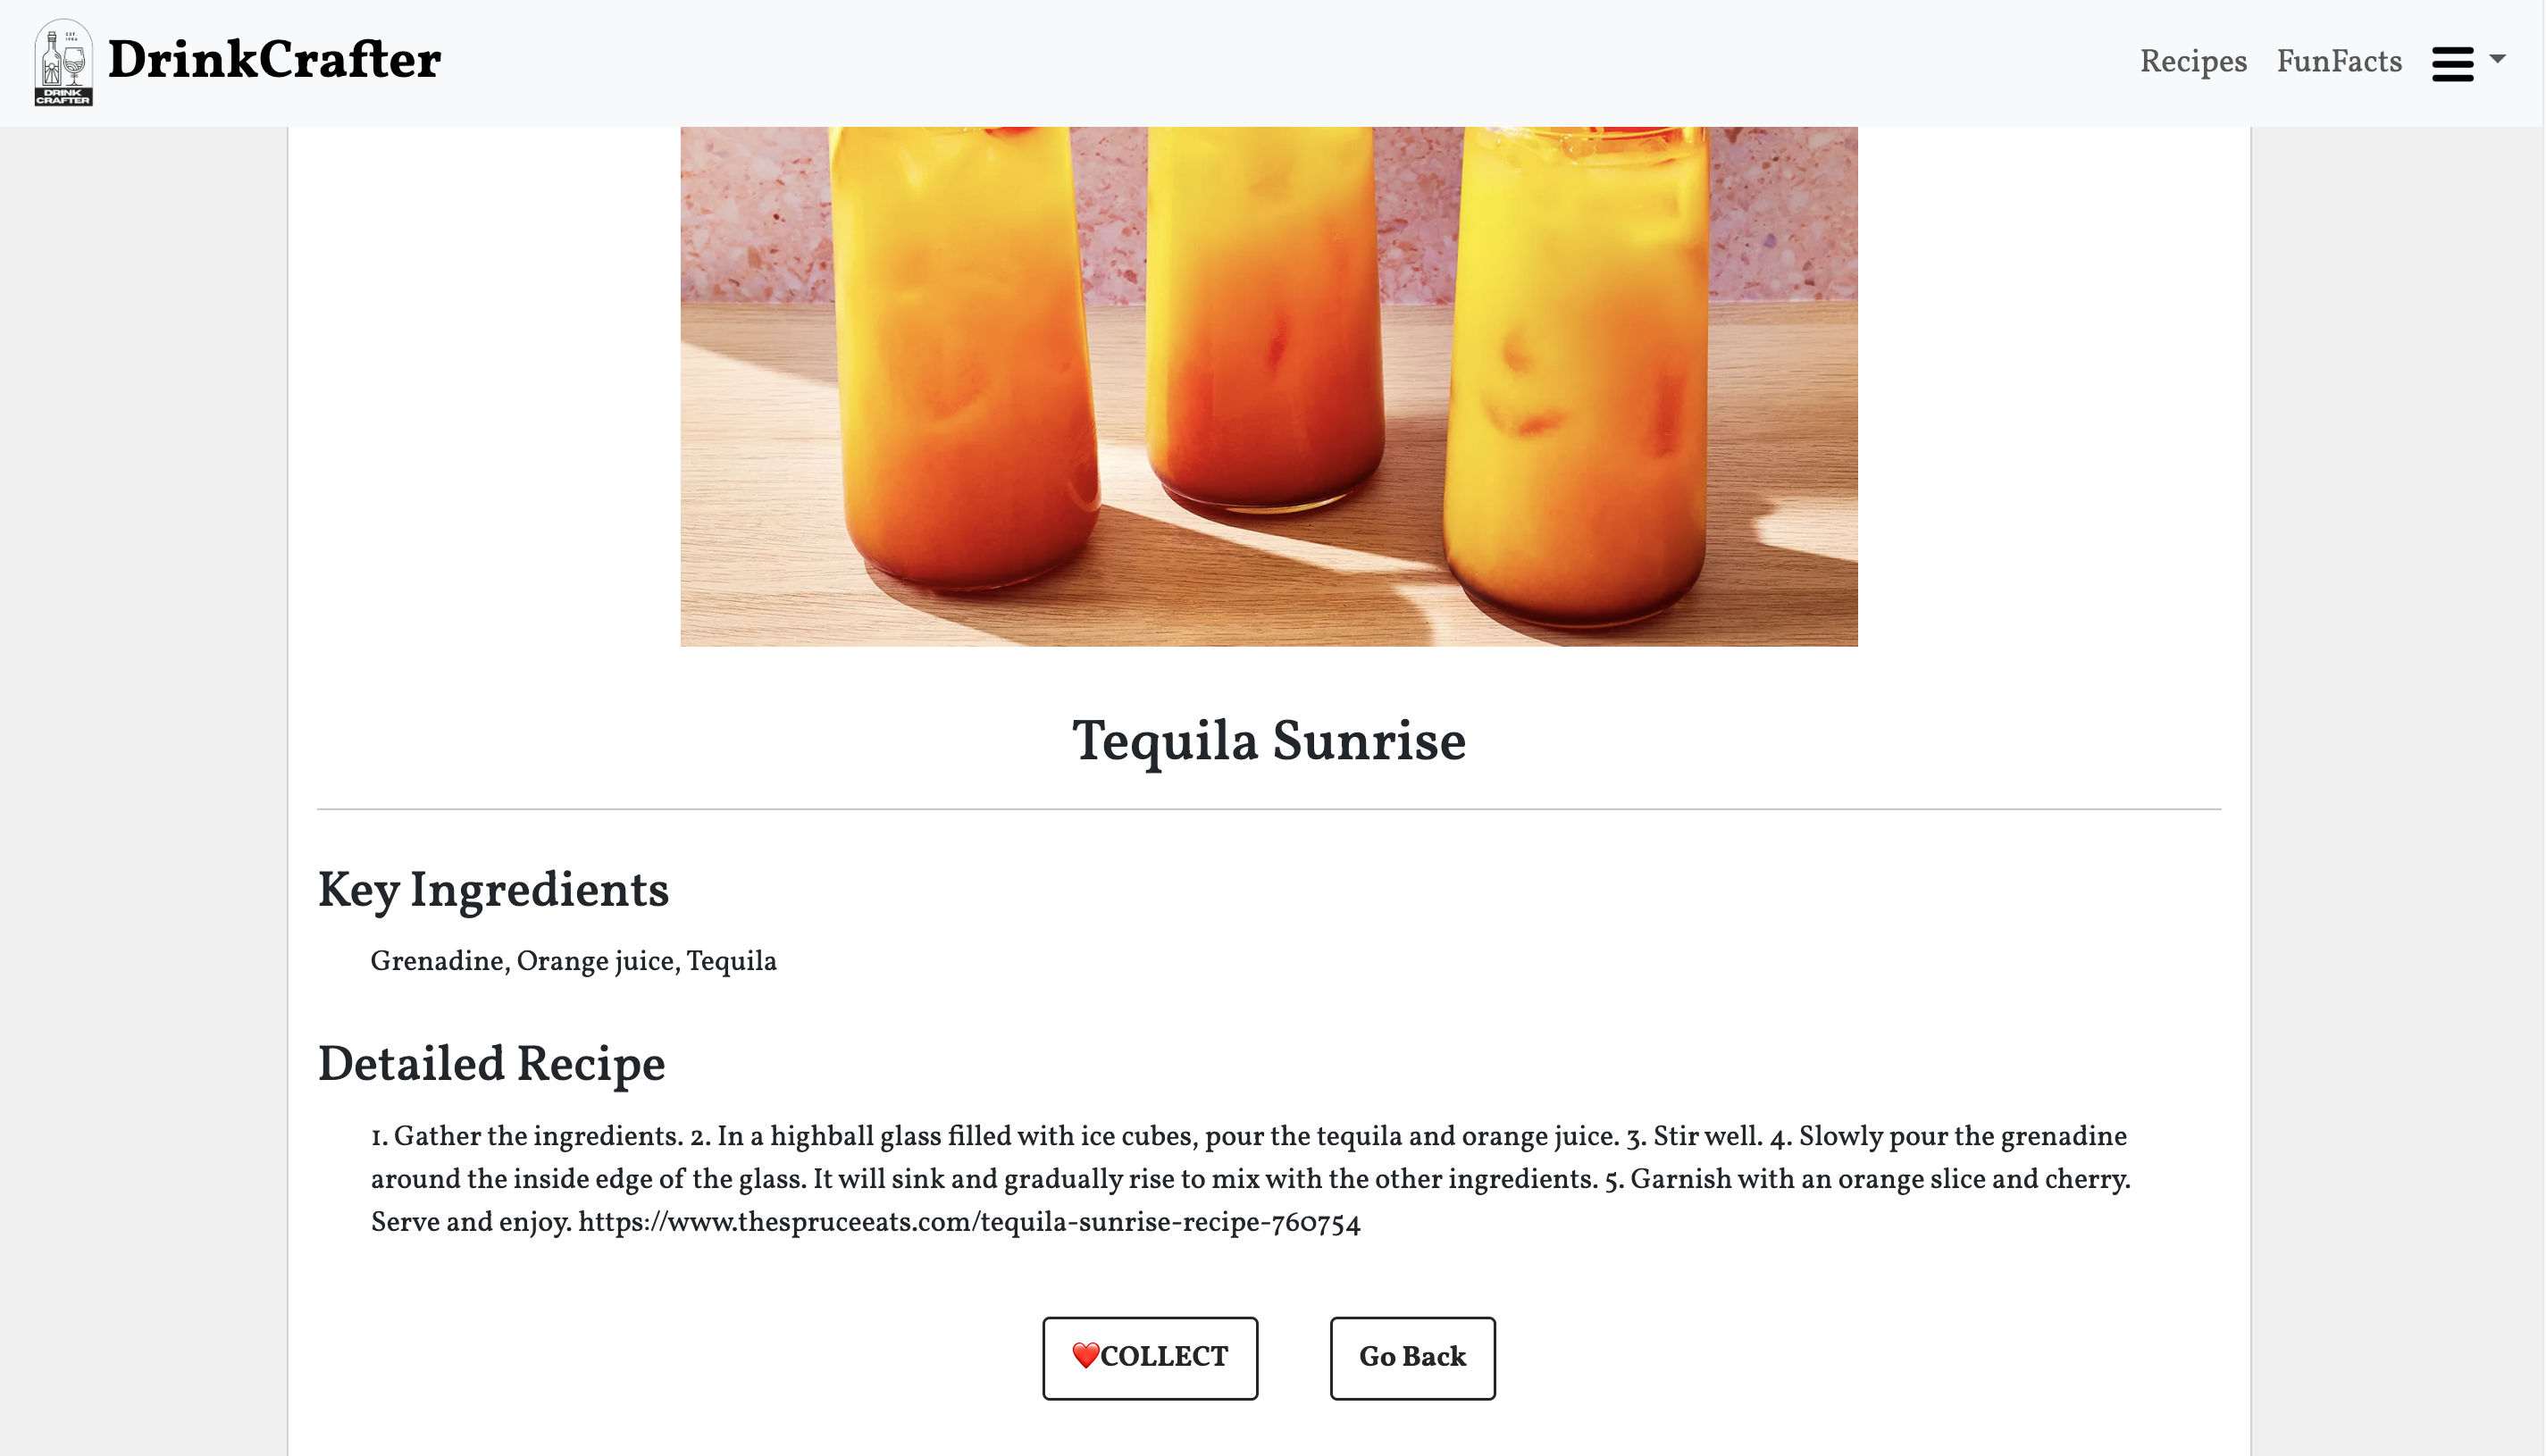 EST.
1986
DRINK
CRAFTER
DrinkCrafter
Recipes FunFacts
Tequila Sunrise
Key Ingredients
Grenadine, Orange juice, Tequila
Detailed Recipe
1. Gather the ingredients. 2. In a highball glass filled with ice cubes, pour the tequila and orange juice. 3. Stir well. 4. Slowly pour the grenadine
around the inside edge of the glass. It will sink and gradually rise to mix with the other ingredients. 5. Garnish with an orange slice and cherry.
Serve and enjoy. https://www.thespruceeats.com/tequila-sunrise-recipe-760754
❤️COLLECT
Go Back